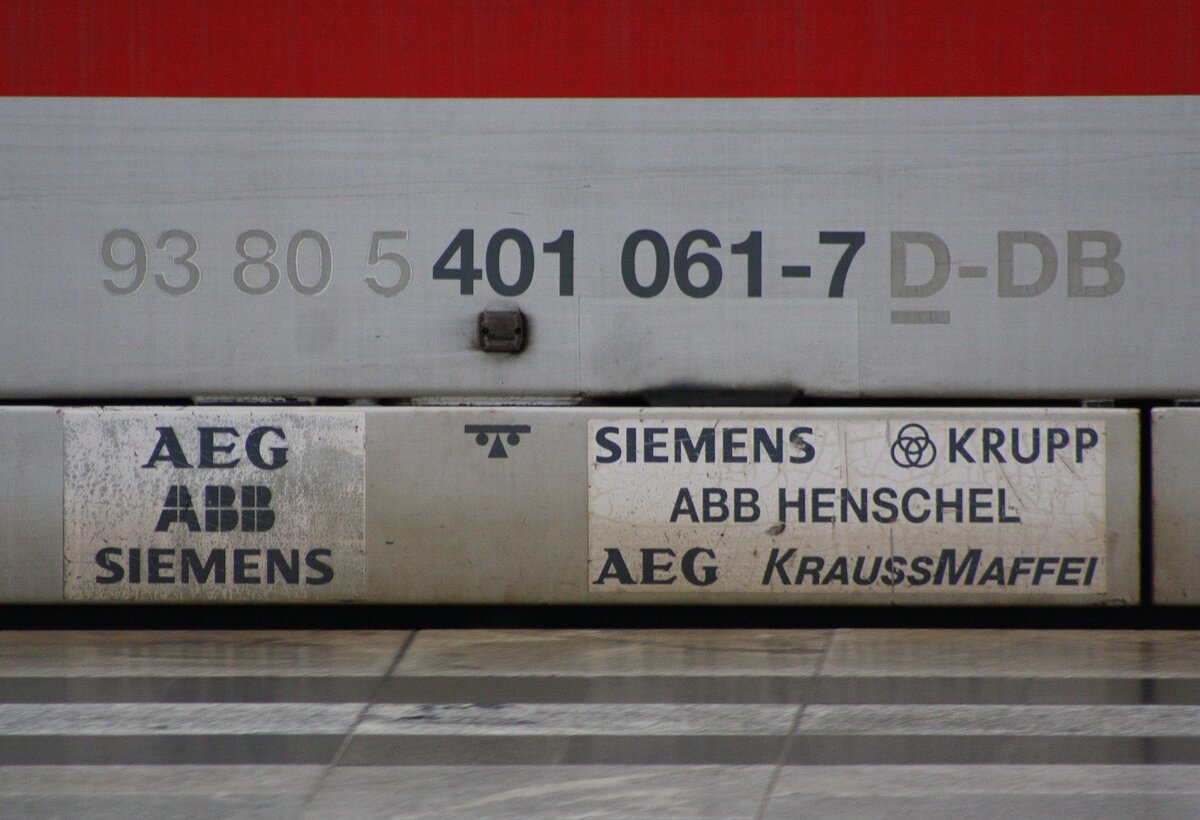 93 80 5 401 061-7 D-DB
AEG
ABB
SIEMENS
SIEMENS KRUPP
ABB HENSCHEL
AEG KRAUSSMAFFEI